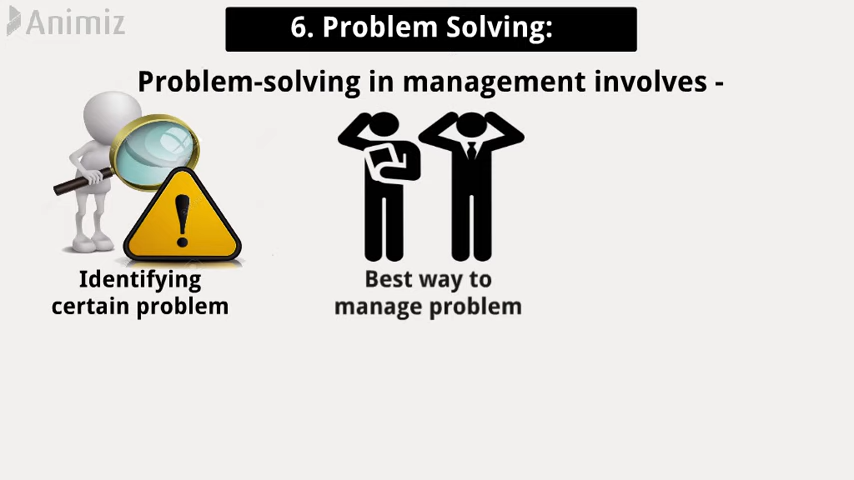 Animiz
6. Problem Solving:
Problem-solving in management involves -
Identifying
certain problem
Best way to
manage problem